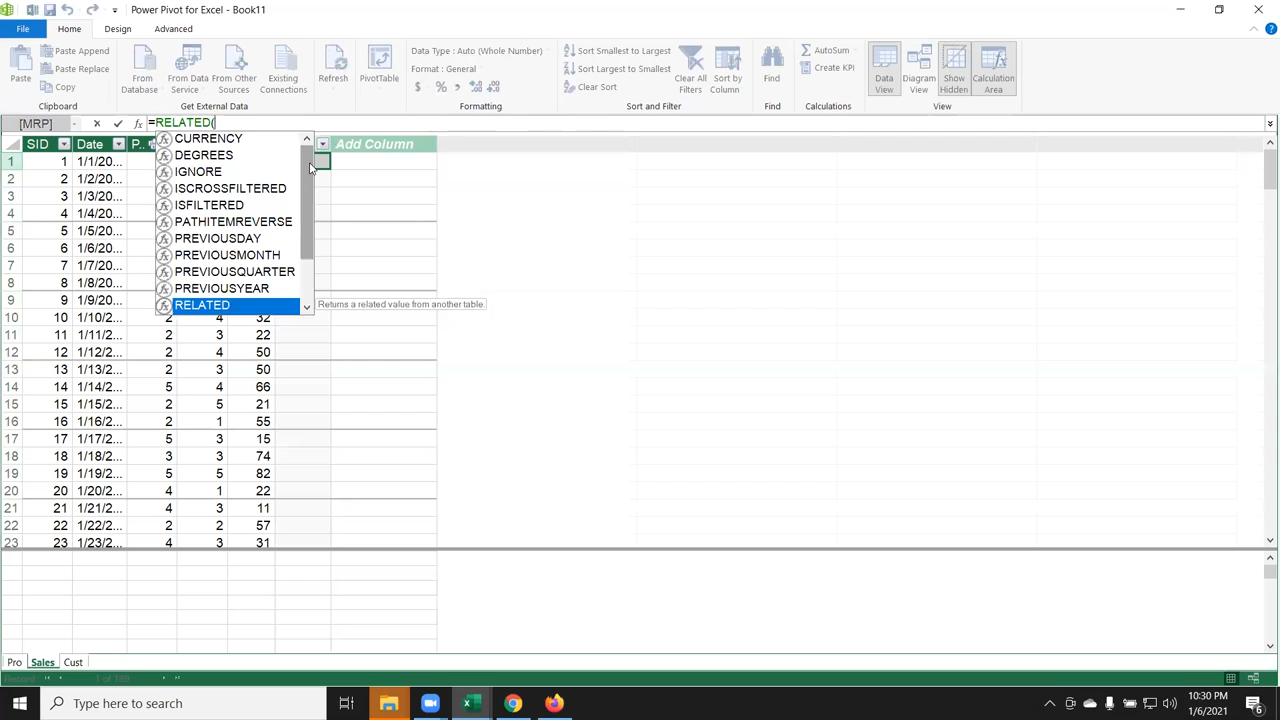 Power Pivot for Excel - Book11
File Home Design Advanced
Paste
Paste Append
Paste Replace
Copy
Clipboard
From Database
From Data Service
From Other Sources
Existing Connections
Get External Data
Refresh
PivotTable
Data Type : Auto (Whole Number)
Format : General
$ % ,
Formatting
Sort Smallest to Largest
Sort Largest to Smallest
Clear Sort
Clear All Filters
Sort by Column
Sort and Filter
Find
Find
AutoSum
Create KPI
Calculations
Data View
Diagram View
Show Hidden
Calculation Area
View
[MRP] fx =RELATED(
SID Date P.. Add Column
CURRENCY
DEGREES
IGNORE
ISCROSSFILTERED
ISFILTERED
PATHITEMREVERSE
PREVIOUSDAY
PREVIOUSMONTH
PREVIOUSQUARTER
PREVIOUSYEAR
RELATED
Returns a related value from another table.
1 1 1/1/20...
2 2 1/2/20...
3 3 1/3/20...
4 4 1/4/20...
5 5 1/5/20...
6 6 1/6/20...
7 7 1/7/20...
8 8 1/8/20...
9 9 1/9/20...
10 10 1/10/2... 2 4 32
11 11 1/11/2... 2 3 22
12 12 1/12/2... 2 4 50
13 13 1/13/2... 2 3 50
14 14 1/14/2... 5 4 66
15 15 1/15/2... 2 5 21
16 16 1/16/2... 2 1 55
17 17 1/17/2... 5 3 15
18 18 1/18/2... 3 3 74
19 19 1/19/2... 5 5 82
20 20 1/20/2... 4 1 22
21 21 1/21/2... 4 3 11
22 22 1/22/2... 2 2 57
23 23 1/23/2... 4 3 31
Pro Sales Cust
Record: 1 of 189
Type here to search
10:30 PM
1/6/2021
6